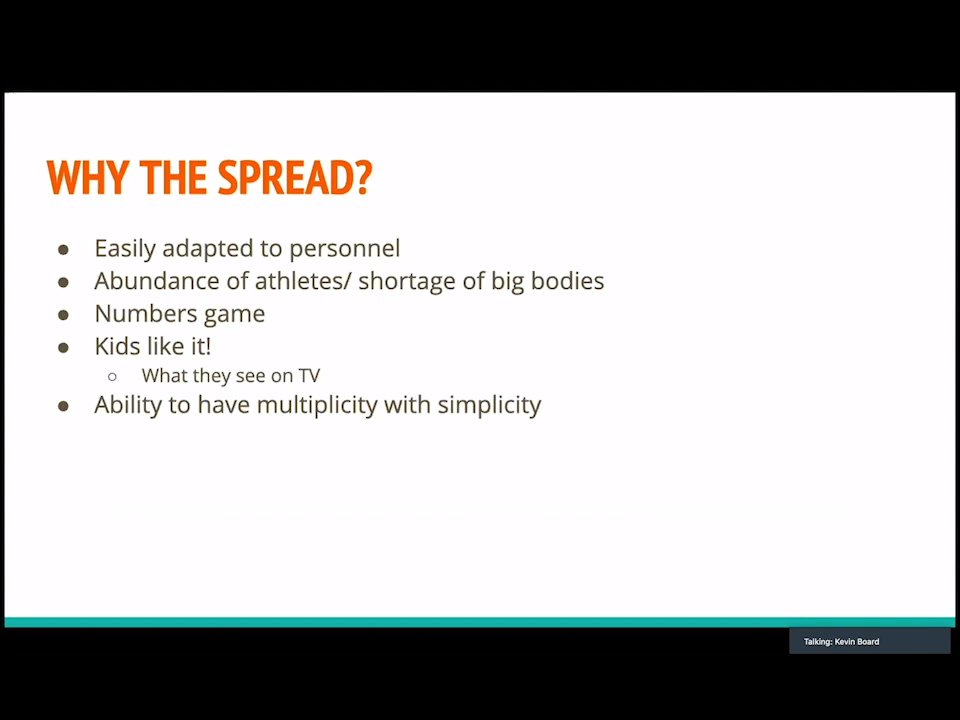 WHY THE SPREAD?
● Easily adapted to personnel
● Abundance of athletes/ shortage of big bodies
● Numbers game
● Kids like it!
○ What they see on TV
● Ability to have multiplicity with simplicity
Talking: Kevin Board